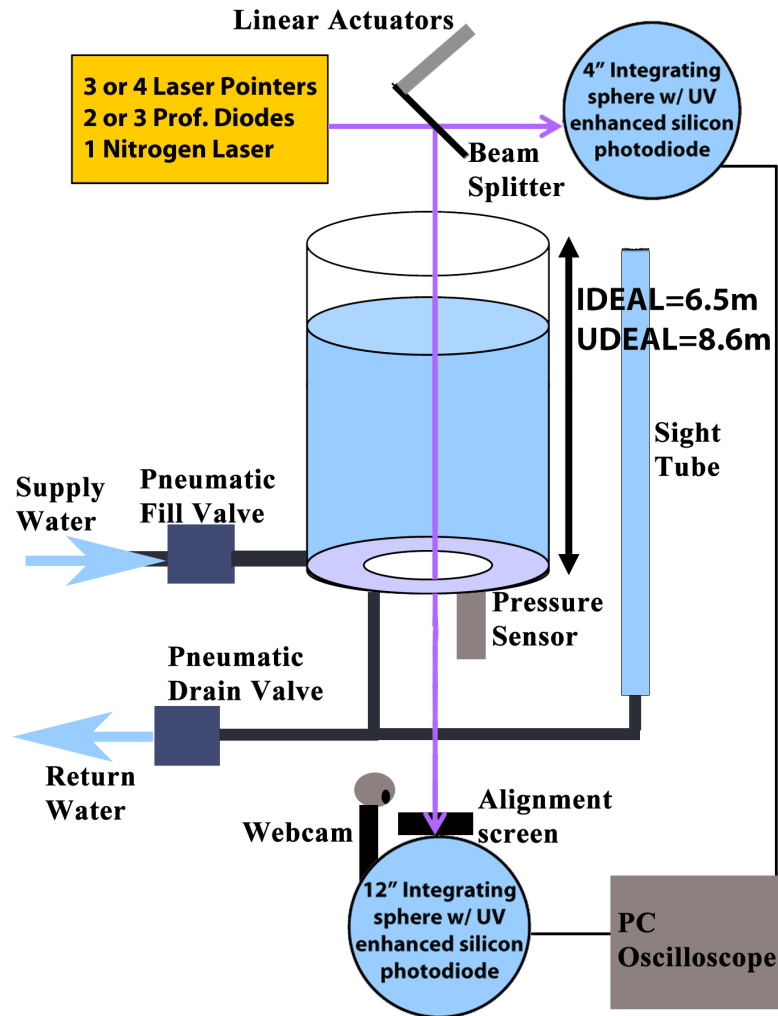 Linear Actuators
3 or 4 Laser Pointers
2 or 3 Prof. Diodes
1 Nitrogen Laser
4” Integrating
sphere w/ UV
enhanced silicon
photodiode
Beam
Splitter
IDEAL=6.5m
UDEAL=8.6m
Sight
Tube
Supply
Water
Pneumatic
Fill Valve
Pressure
Sensor
Pneumatic
Drain Valve
Return
Water
Webcam
Alignment
screen
12” Integrating
sphere w/ UV
enhanced silicon
photodiode
PC
Oscilloscope